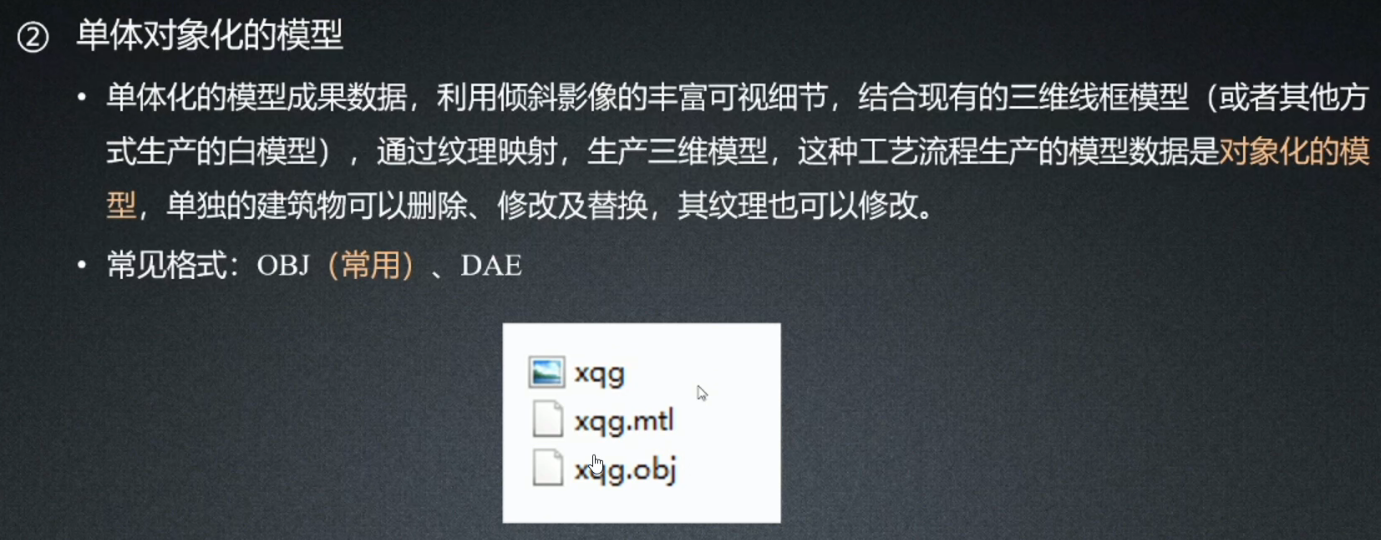 ② 单体对象化的模型
• 单体化的模型成果数据，利用倾斜影像的丰富可视细节，结合现有的三维线框模型（或者其他方
式生产的白模型），通过纹理映射，生产三维模型，这种工艺流程生产的模型数据是对象化的模
型，单独的建筑物可以删除、修改及替换，其纹理也可以修改。
• 常见格式：OBJ（常用）、DAE
xqg
xqg.mtl
xqg.obj